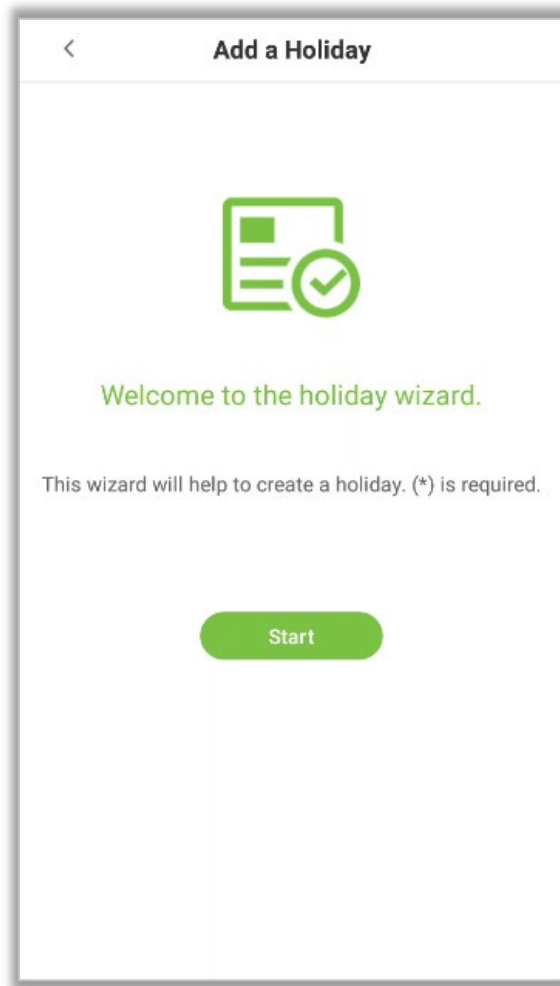 Add a Holiday
Welcome to the holiday wizard.
This wizard will help to create a holiday. (*) is required.
Start